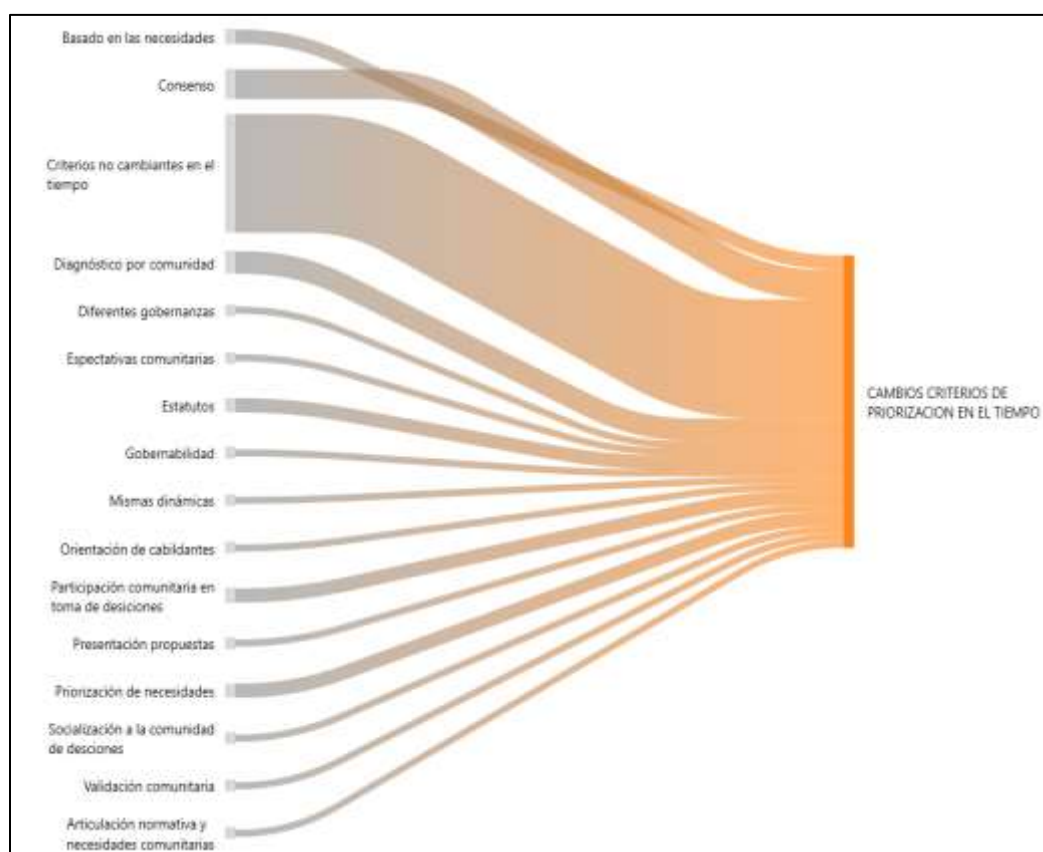 Basado en las necesidades
Consenso
Criterios no cambiantes en el
tiempo
Diagnóstico por comunidad
Diferentes gobernanzas
Espectativas comunitarias
Estatutos
Gobernabilidad
Mismas dinámicas
Orientación de cabildantes
Participación comunitaria en
toma de desiciones
Presentación propuestas
Priorización de necesidades
Socialización a la comunidad
de desciones
Validación comunitaria
Articulación normativa y
necesidades comunitarias
CAMBIOS CRITERIOS DE
PRIORIZACION EN EL TIEMPO